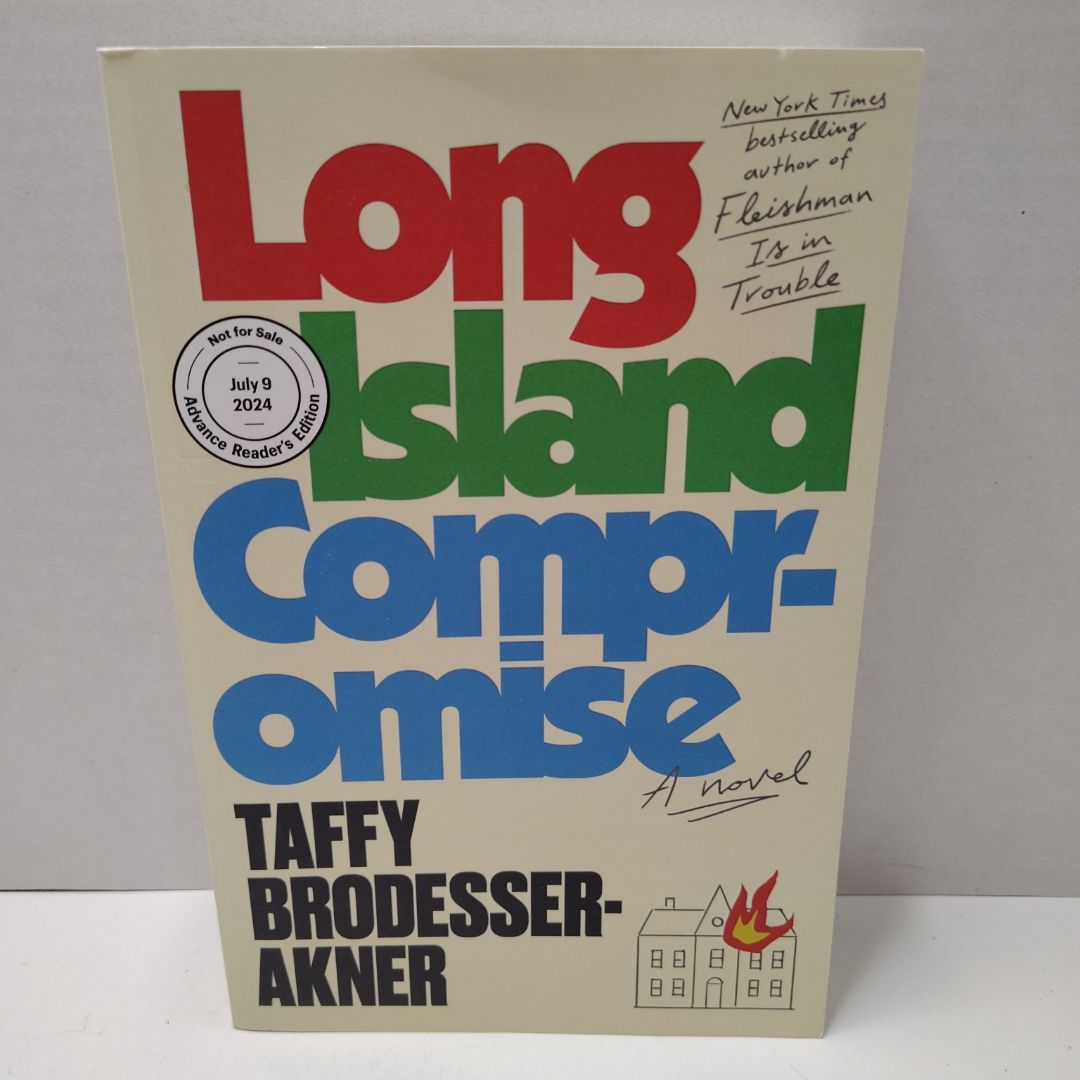 Long
Island
Compr-
omise
New York Times
bestselling
author of
Fleishman
Is in
Trouble
Not for Sale
July 9
2024
Advance Reader's Edition
A novel
TAFFY
BRODESSER-
AKNER